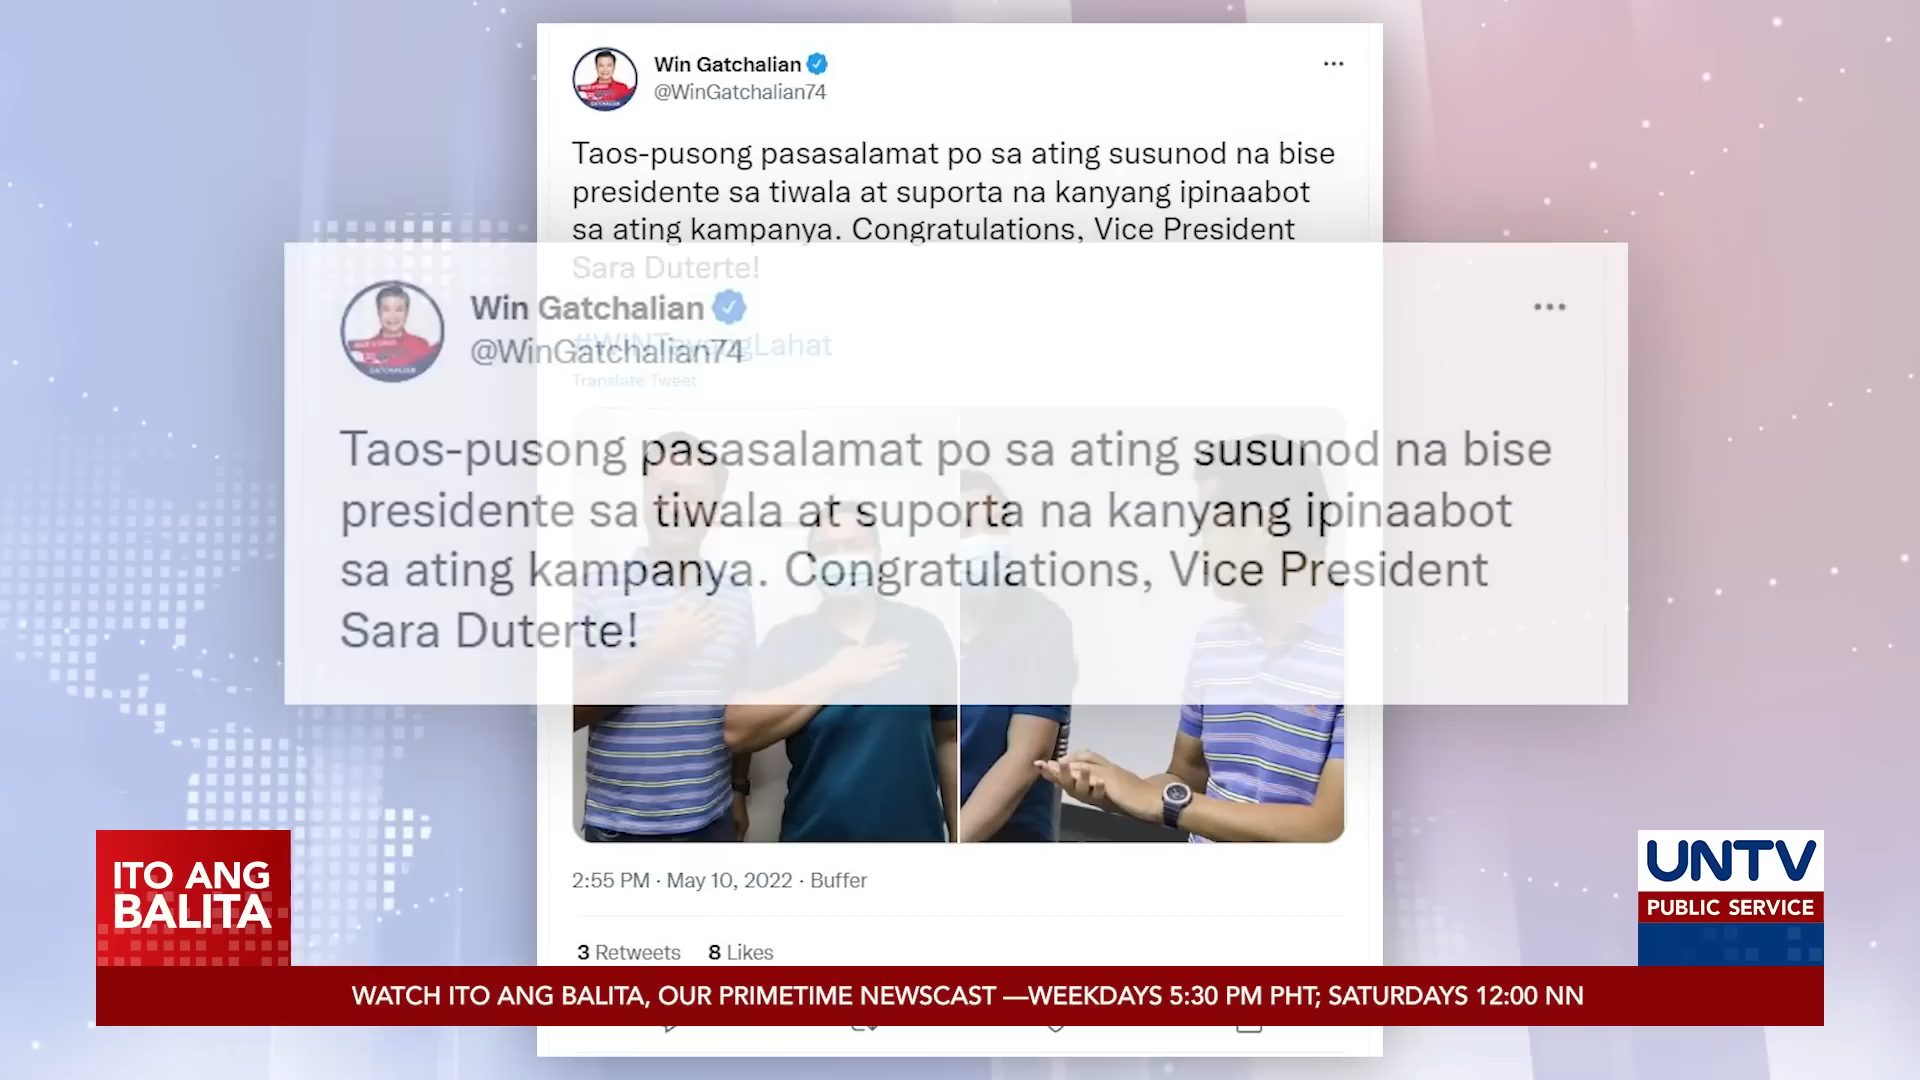 Win Gatchalian
@WinGatchalian74
Taos-pusong pasasalamat po sa ating susunod na bise
presidente sa tiwala at suporta na kanyang ipinaabot
sa ating kampanya. Congratulations, Vice President
Sara Duterte!
Win Gatchalian
@WinGatchalian74
#WINTayongLahat
Translate Tweet
Taos-pusong pasasalamat po sa ating susunod na bise
presidente sa tiwala at suporta na kanyang ipinaabot
sa ating kampanya. Congratulations, Vice President
Sara Duterte!
2:55 PM · May 10, 2022 · Buffer
3 Retweets 8 Likes
ITO ANG
BALITA
UNTV
PUBLIC SERVICE
WATCH ITO ANG BALITA, OUR PRIMETIME NEWSCAST —WEEKDAYS 5:30 PM PHT; SATURDAYS 12:00 NN